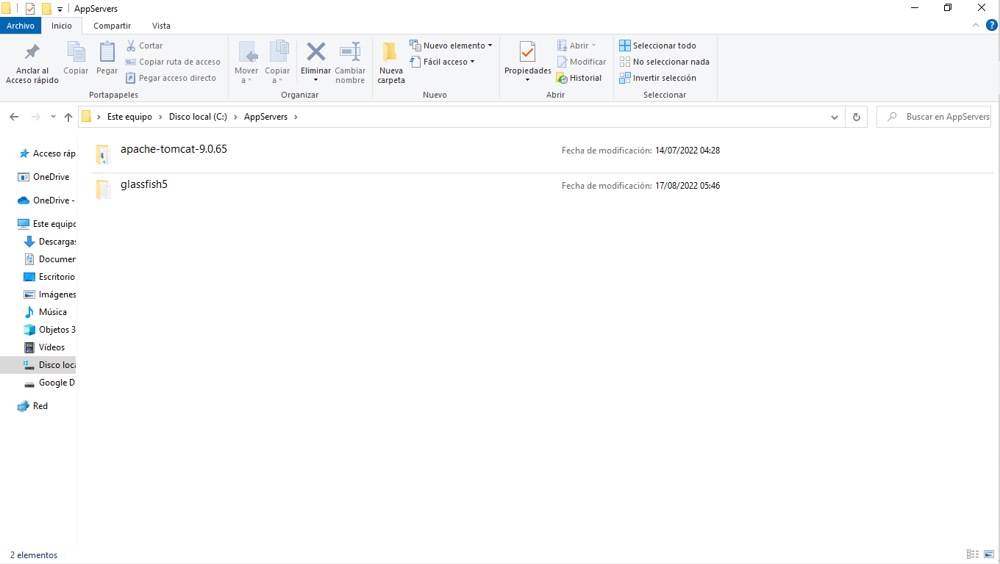 AppServers
Archivo Inicio Compartir Vista
Anclar al Acceso rápido
Copiar
Pegar
Cortar
Copiar ruta de acceso
Pegar acceso directo
Portapapeles
Mover a
Copiar a
Eliminar
Cambiar nombre
Organizar
Nueva carpeta
Nuevo elemento
Fácil acceso
Nuevo
Propiedades
Abrir
Modificar
Historial
Abrir
Seleccionar todo
No seleccionar nada
Invertir selección
Seleccionar
Este equipo > Disco local (C:) > AppServers >
Buscar en AppServers
Acceso ráp
OneDrive
OneDrive -
Este equipo
Descargas
Documen
Escritorio
Imágenes
Música
Objetos 3
Vídeos
Disco loca
Google D
Red
apache-tomcat-9.0.65 Fecha de modificación: 14/07/2022 04:28
glassfish5 Fecha de modificación: 17/08/2022 05:46
2 elementos